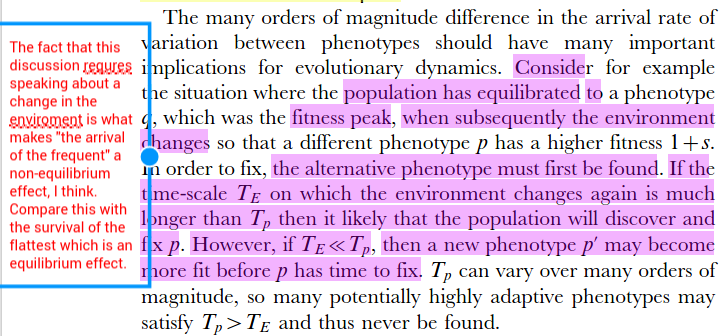 The fact that this
discussion requres
speaking about a
change in the
enviroment is what
makes "the arrival
of the frequent" a
non-equilibrium
effect, I think.
Compare this with
the survival of the
flattest which is an
equilibrium effect.
The many orders of magnitude difference in the arrival rate of
variation between phenotypes should have many important
implications for evolutionary dynamics. Consider for example
the situation where the population has equilibrated to a phenotype
q, which was the fitness peak, when subsequently the environment
changes so that a different phenotype p has a higher fitness 1+s.
In order to fix, the alternative phenotype must first be found. If the
time-scale T_E on which the environment changes again is much
longer than T_p then it likely that the population will discover and
fix p. However, if T_E≪T_p, then a new phenotype p′ may become
more fit before p has time to fix. T_p can vary over many orders of
magnitude, so many potentially highly adaptive phenotypes may
satisfy T_p>T_E and thus never be found.